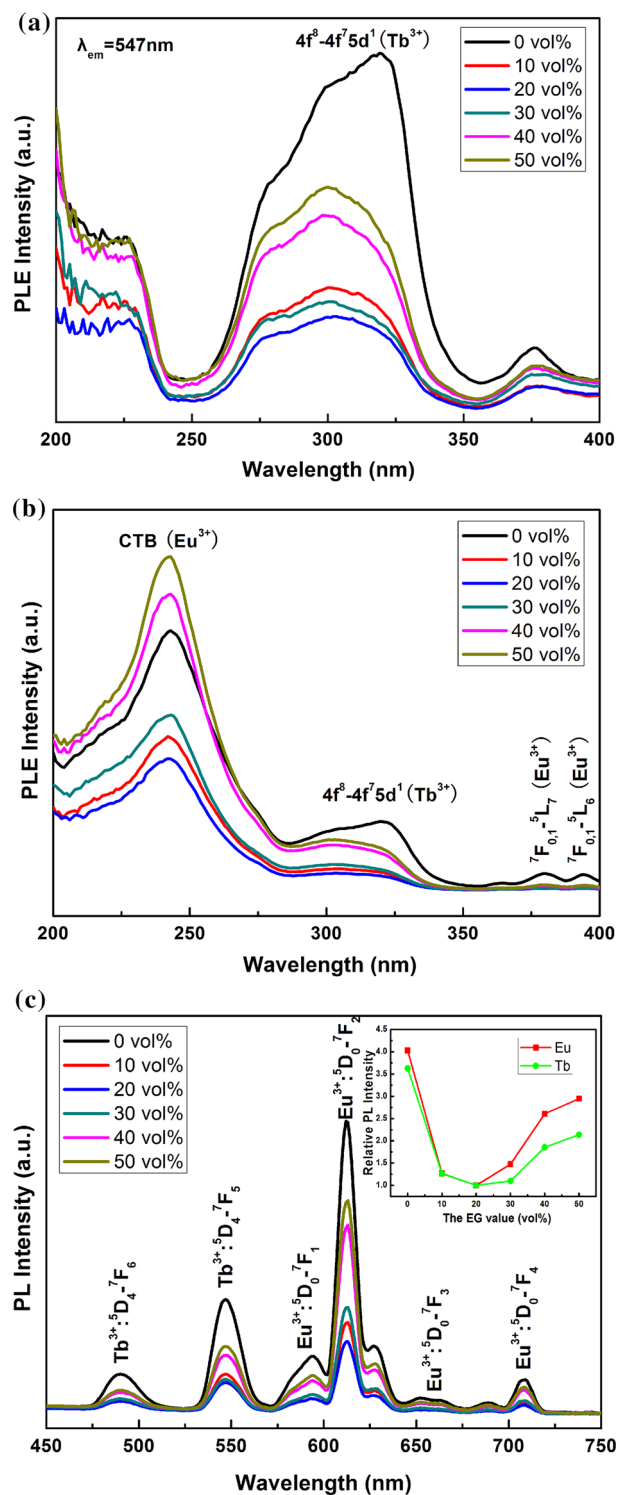 (a)
λem=547nm
4f⁸-4f⁷5d¹(Tb³⁺)
0 vol%
10 vol%
20 vol%
30 vol%
40 vol%
50 vol%
PLE Intensity (a.u.)
200 250 300 350 400
Wavelength (nm)
(b)
CTB (Eu³⁺)
0 vol%
10 vol%
20 vol%
30 vol%
40 vol%
50 vol%
4f⁸-4f⁷5d¹(Tb³⁺)
⁷F₀,₁-⁵L₇ (Eu³⁺)
⁷F₀,₁-⁵L₆ (Eu³⁺)
PLE Intensity (a.u.)
200 250 300 350 400
Wavelength (nm)
(c)
0 vol%
10 vol%
20 vol%
30 vol%
40 vol%
50 vol%
Tb³⁺:⁵D₄-⁷F₆
Tb³⁺:⁵D₄-⁷F₅
Eu³⁺:⁵D₀-⁷F₁
Eu³⁺:⁵D₀-⁷F₂
Eu³⁺:⁵D₀-⁷F₃
Eu³⁺:⁵D₀-⁷F₄
Relative PL Intensity
4.5
4.0
3.5
3.0
2.5
2.0
1.5
1.0
Eu
Tb
0 10 20 30 40 50
The EG value (vol%)
PL Intensity (a.u.)
450 500 550 600 650 700 750
Wavelength (nm)